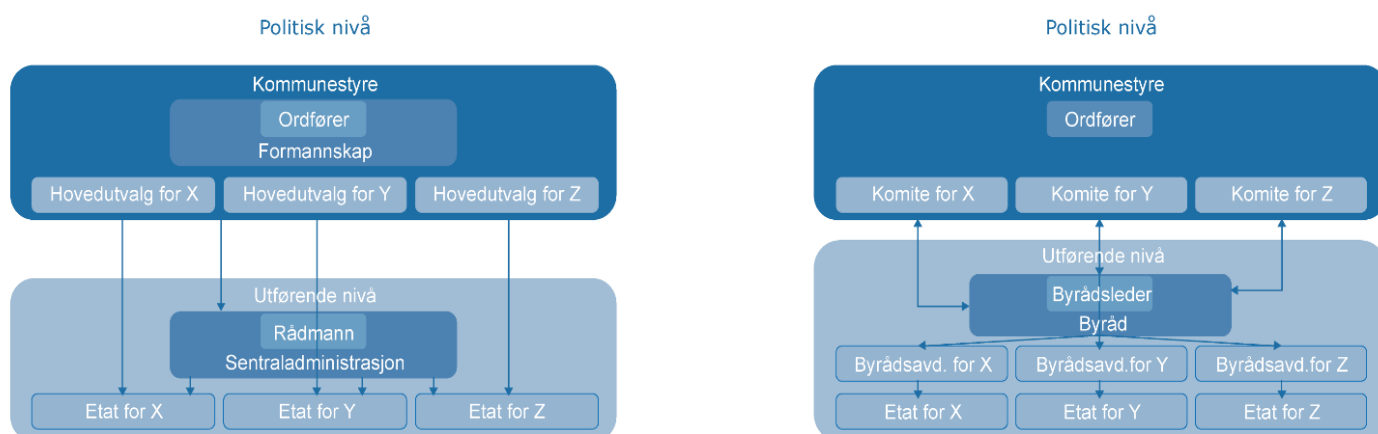 Politisk nivå
Kommunestyre
Ordfører
Formannskap
Hovedutvalg for X
Hovedutvalg for Y
Hovedutvalg for Z
Utførende nivå
Rådmann
Sentraladministrasjon
Etat for X
Etat for Y
Etat for Z
Politisk nivå
Kommunestyre
Ordfører
Komite for X
Komite for Y
Komite for Z
Utførende nivå
Byrådsleder
Byråd
Byrådsavd. for X
Byrådsavd.for Y
Byrådsavd.for Z
Etat for X
Etat for Y
Etat for Z